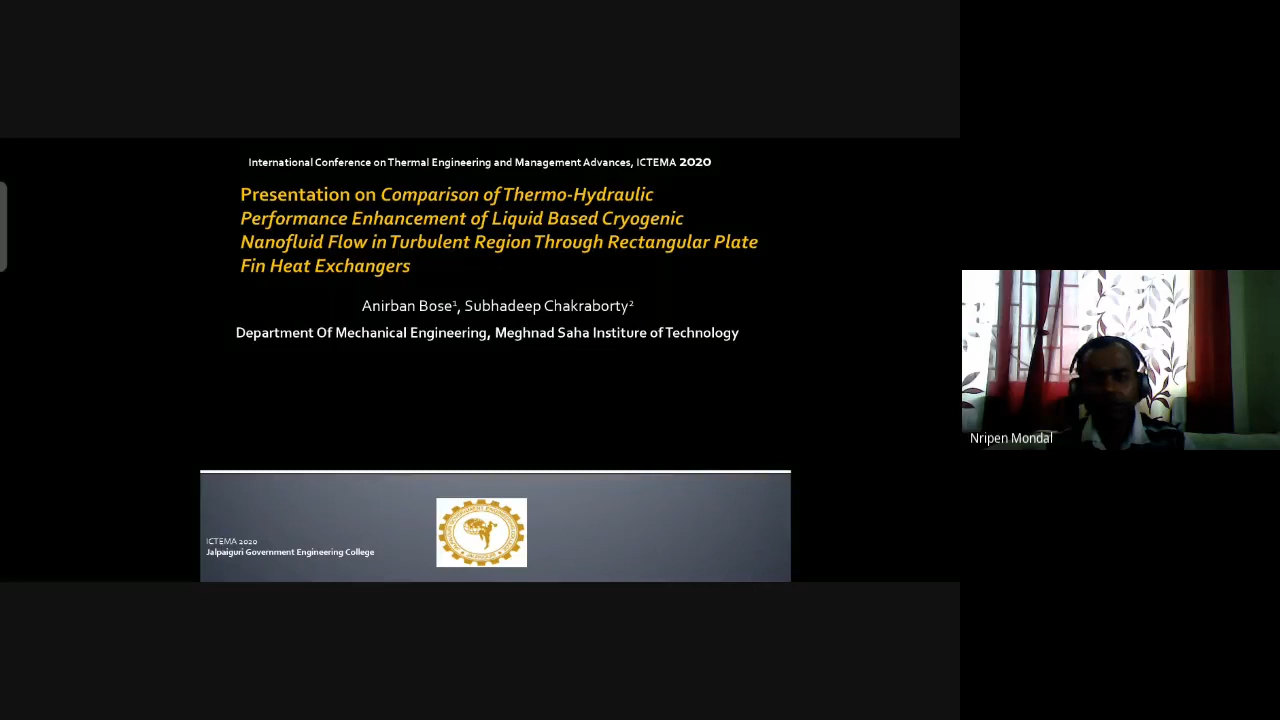 International Conference on Thermal Engineering and Management Advances, ICTEMA 2020
Presentation on Comparison of Thermo-Hydraulic
Performance Enhancement of Liquid Based Cryogenic
Nanofluid Flow in Turbulent Region Through Rectangular Plate
Fin Heat Exchangers
Anirban Bose¹, Subhadeep Chakraborty²
Department Of Mechanical Engineering, Meghnad Saha Institure of Technology
Nripen Mondal
ICTEMA 2020
Jalpaiguri Government Engineering College